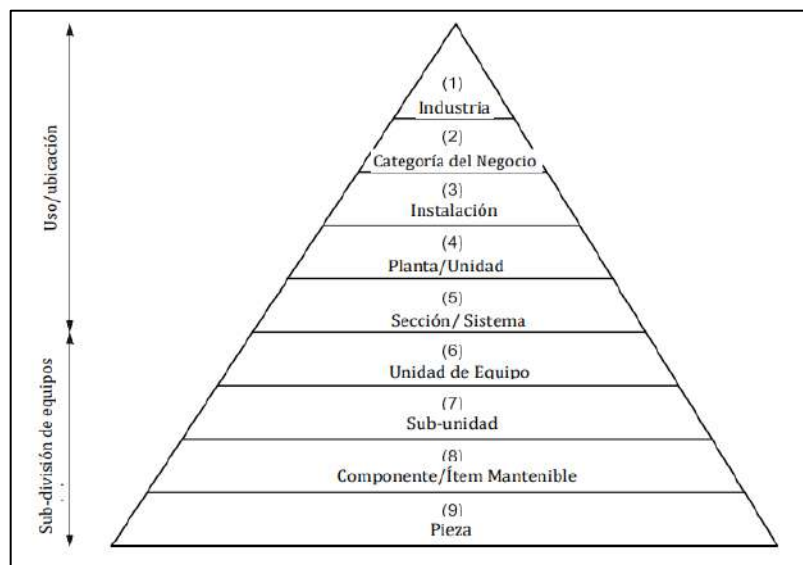 (1)
Industria
(2)
Categoría del Negocio
(3)
Instalación
(4)
Planta/Unidad
(5)
Sección/ Sistema
(6)
Unidad de Equipo
(7)
Sub-unidad
(8)
Componente/Ítem Mantenible
(9)
Pieza
Uso/ubicación
Sub-división de equipos